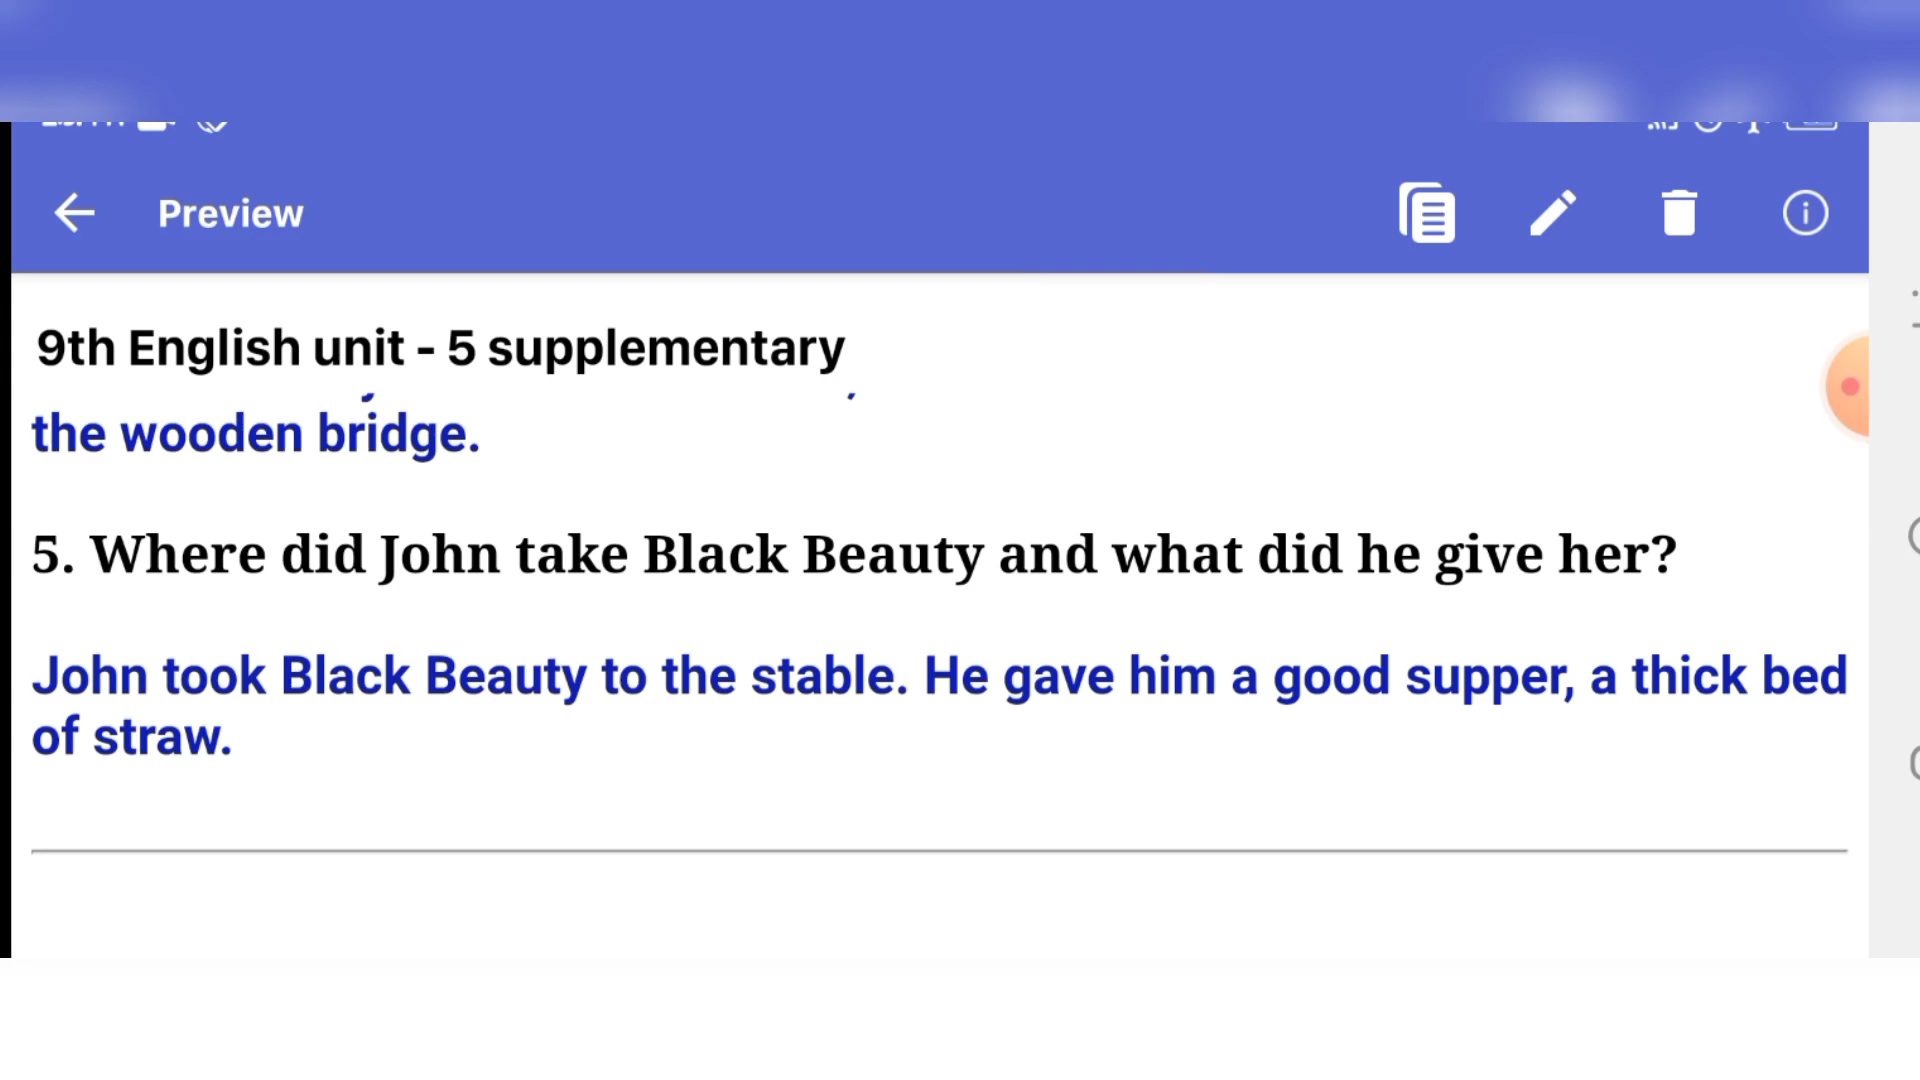 Preview
9th English unit - 5 supplementary
the wooden bridge.
5. Where did John take Black Beauty and what did he give her?
John took Black Beauty to the stable. He gave him a good supper, a thick bed
of straw.